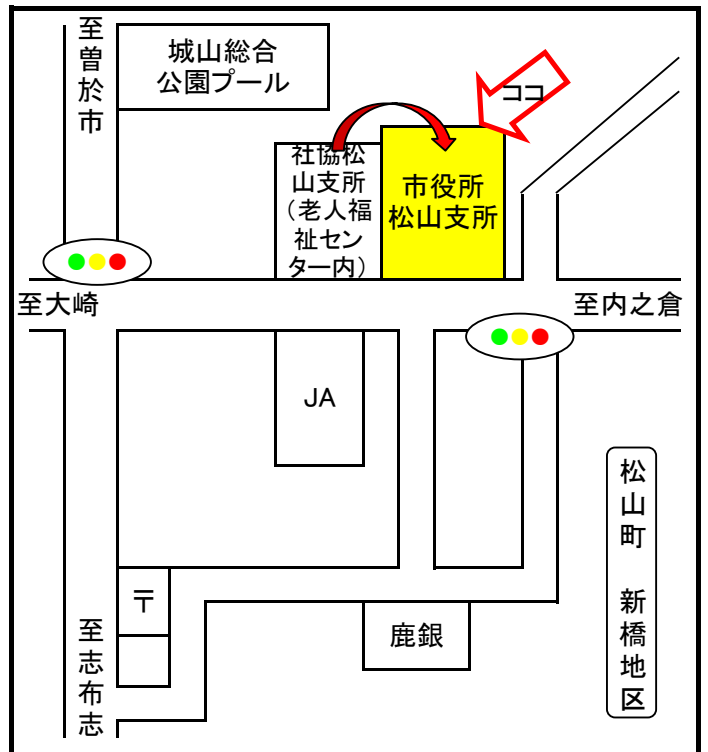 至曽於市
城山総合
公園プール
ココ
社協松
山支所
（老人福
祉セン
ター内）
市役所
松山支所
至大崎
至内之倉
JA
松山町　新橋地区
〒
鹿銀
至志布志